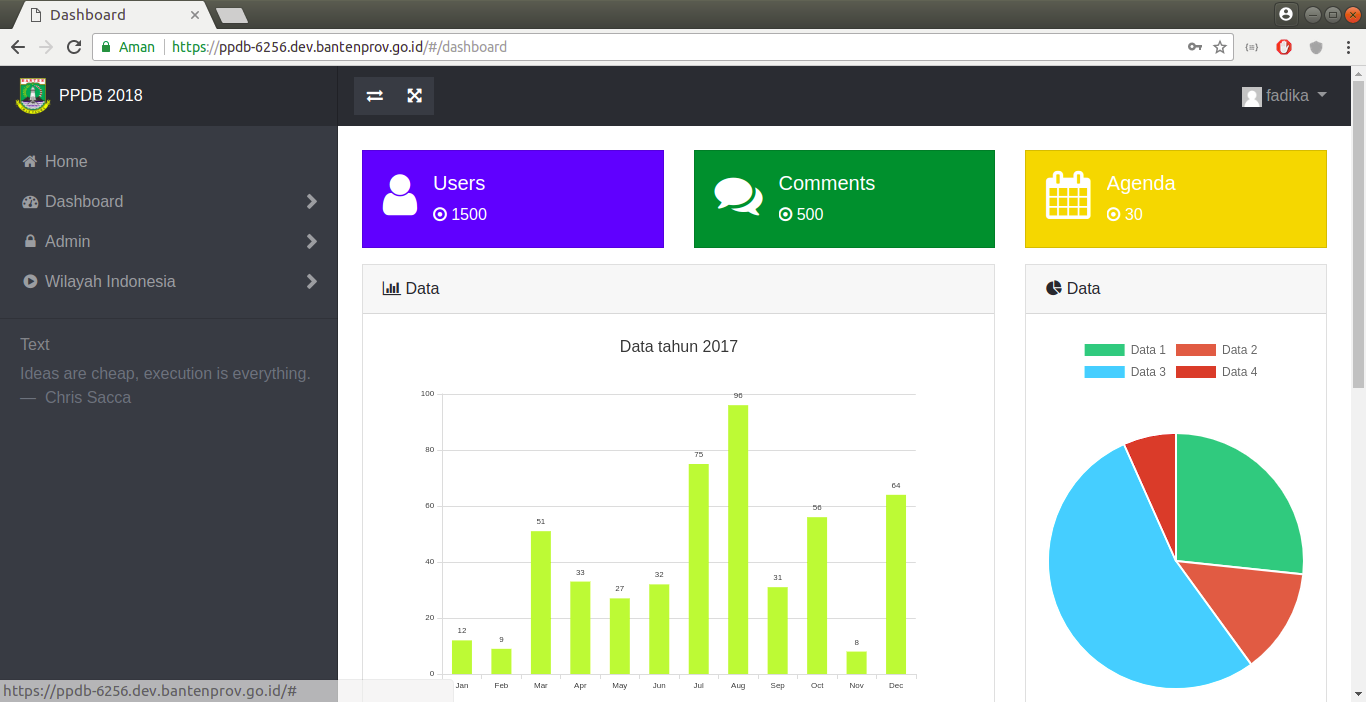 Dashboard
Aman
https://ppdb-6256.dev.bantenprov.go.id/#/dashboard
PPDB 2018
fadika
Home
Dashboard
Admin
Wilayah Indonesia
Text
Ideas are cheap, execution is everything.
— Chris Sacca
Users
1500
Comments
500
Agenda
30
Data
Data tahun 2017
100
80
60
40
20
0
12
9
51
33
27
32
75
96
31
56
8
64
Jan Feb Mar Apr May Jun Jul Aug Sep Oct Nov Dec
Data
Data 1 Data 2
Data 3 Data 4
https://ppdb-6256.dev.bantenprov.go.id/#